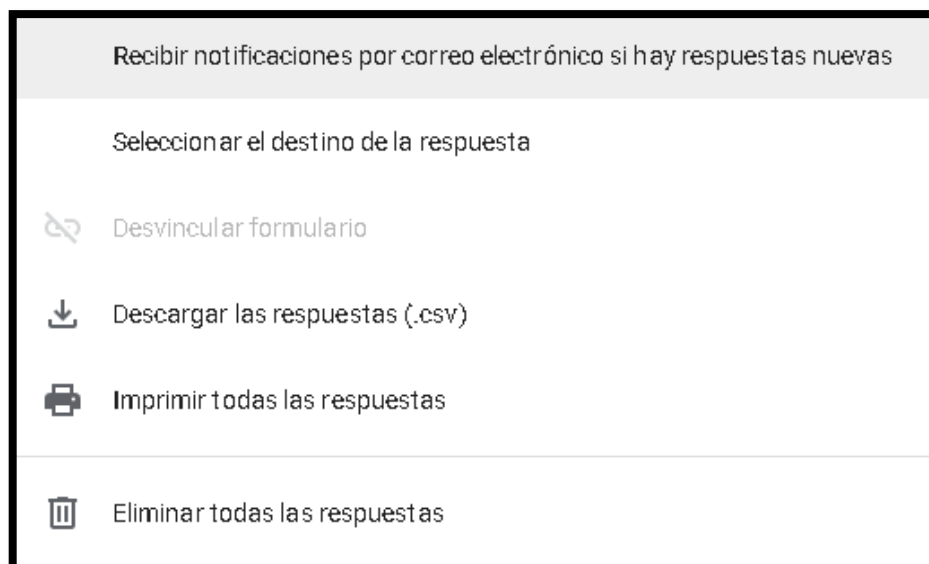 Recibir notificaciones por correo electrónico si hay respuestas nuevas
Seleccionar el destino de la respuesta
Desvincular formulario
Descargar las respuestas (.csv)
Imprimir todas las respuestas
Eliminar todas las respuestas